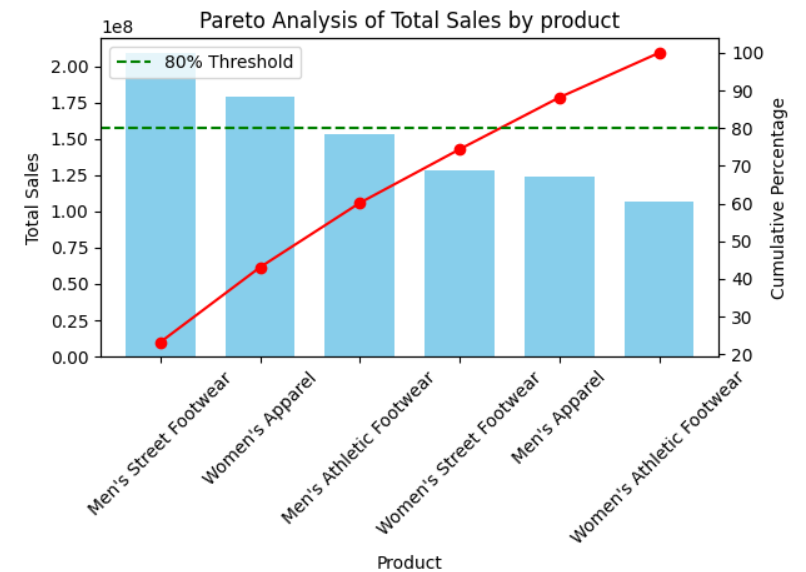 Pareto Analysis of Total Sales by product
1e8
80% Threshold
2.00
1.75
1.50
1.25
1.00
0.75
0.50
0.25
0.00
Total Sales
100
90
80
70
60
50
40
30
20
Cumulative Percentage
Men's Street Footwear
Women's Apparel
Men's Athletic Footwear
Women's Street Footwear
Men's Apparel
Women's Athletic Footwear
Product